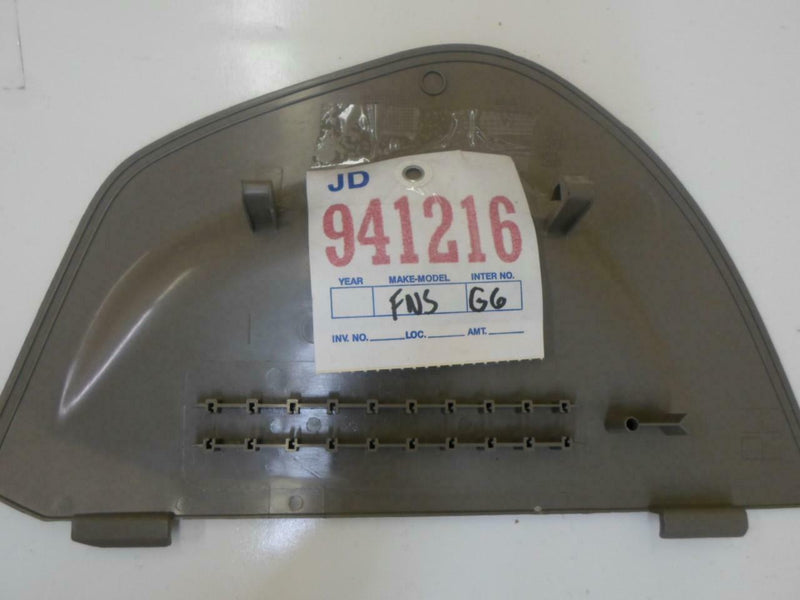 JD
941216
YEAR MAKE-MODEL INTER NO.
FNS G6
INV. NO. LOC. AMT.